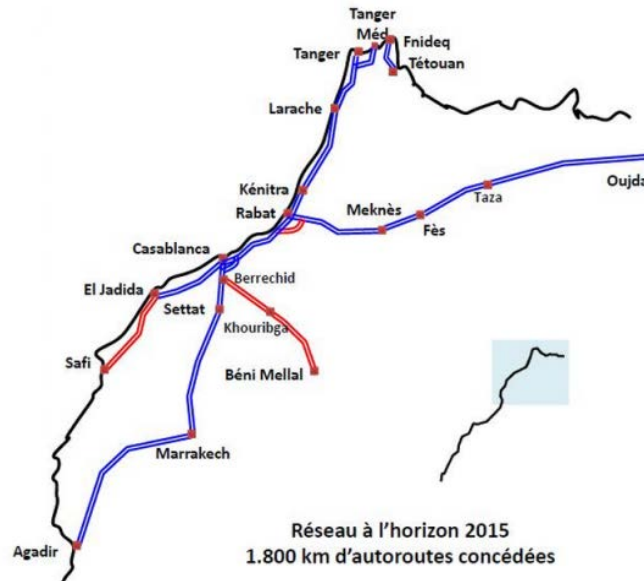 Tanger
Méd
Tanger
Fnideq
Tétouan
Larache
Kénitra
Rabat
Meknès
Fès
Taza
Oujda
Casablanca
Berrechid
El Jadida
Settat
Khouribga
Safi
Béni Mellal
Marrakech
Agadir
Réseau à l'horizon 2015
1.800 km d'autoroutes concédées